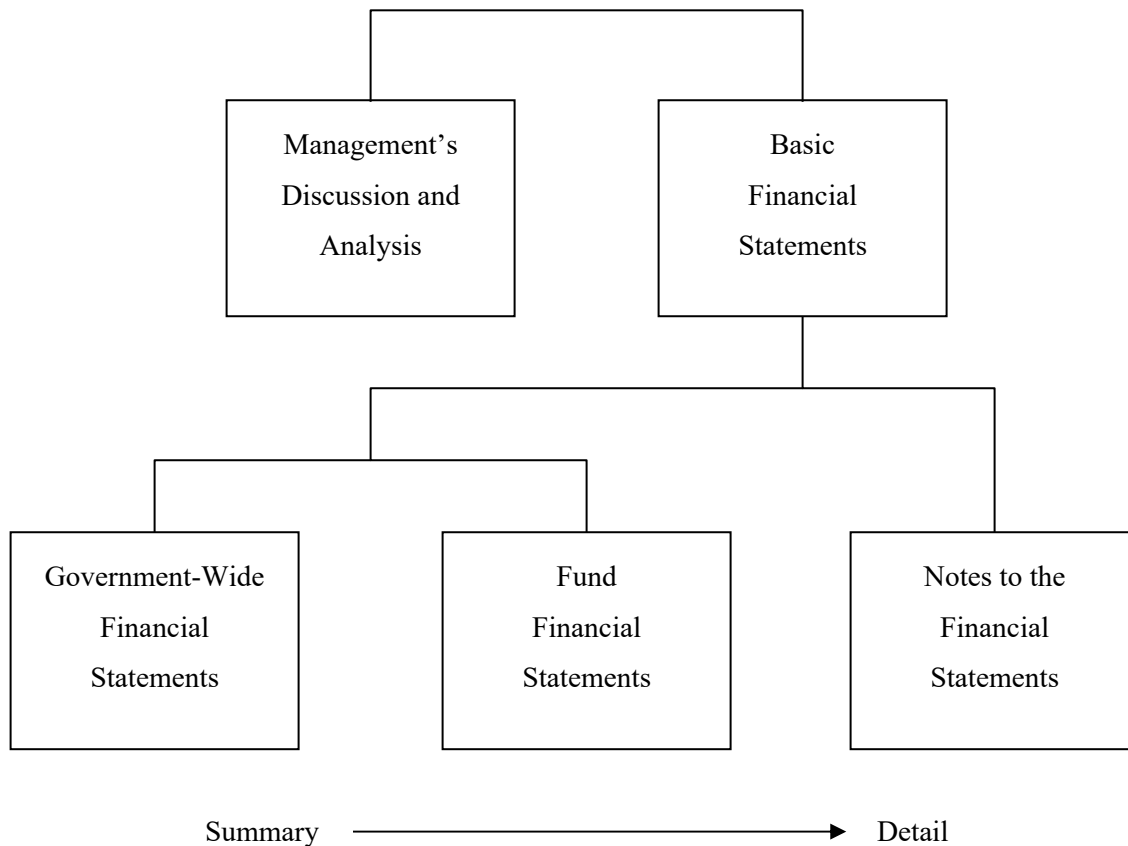 Management’s
Discussion and
Analysis
Basic
Financial
Statements
Government-Wide
Financial
Statements
Fund
Financial
Statements
Notes to the
Financial
Statements
Summary
Detail